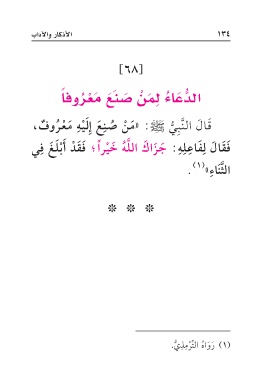 ١٣٤ الأذكار والآداب
[٦٨]
الدُّعَاءُ لِمَنْ صَنَعَ مَعْرُوفاً
قَالَ النَّبِيُّ ﷺ: «مَنْ صُنِعَ إِلَيْهِ مَعْرُوفٌ،
فَقَالَ لِفَاعِلِهِ: جَزَاكَ اللَّهُ خَيْراً؛ فَقَدْ أَبْلَغَ فِي
الثَّنَاءِ»(١).
* * *
(١) رَوَاهُ التِّرْمِذِيُّ.